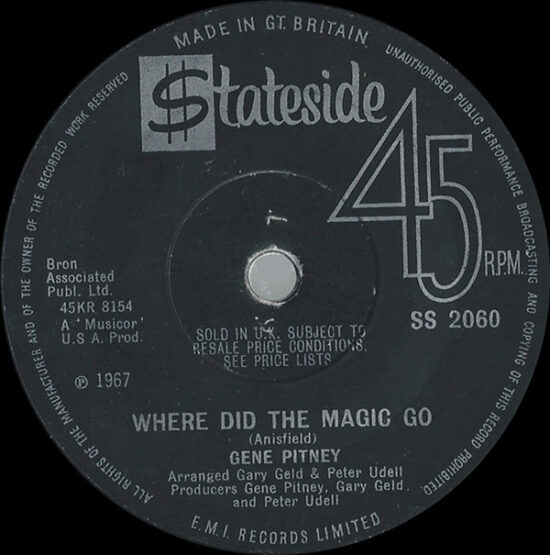 MADE IN GT. BRITAIN
UNAUTHORISED PUBLIC PERFORMANCE BROADCASTING AND COPYING OF THIS RECORD PROHIBITED
ALL RIGHTS OF THE MANUFACTURER AND OF THE OWNER OF THE RECORDED WORK RESERVED
$tateside
45
R.P.M.
Bron
Associated
Publ. Ltd.
45KR 8154
A 'Musicor'
U S A. Prod.
SS 2060
SOLD IN U.K. SUBJECT TO
RESALE PRICE CONDITIONS,
SEE PRICE LISTS
℗ 1967
WHERE DID THE MAGIC GO
(Anisfield)
GENE PITNEY
Arranged Gary Geld & Peter Udell
Producers Gene Pitney, Gary Geld
and Peter Udell
E.M.I. RECORDS LIMITED